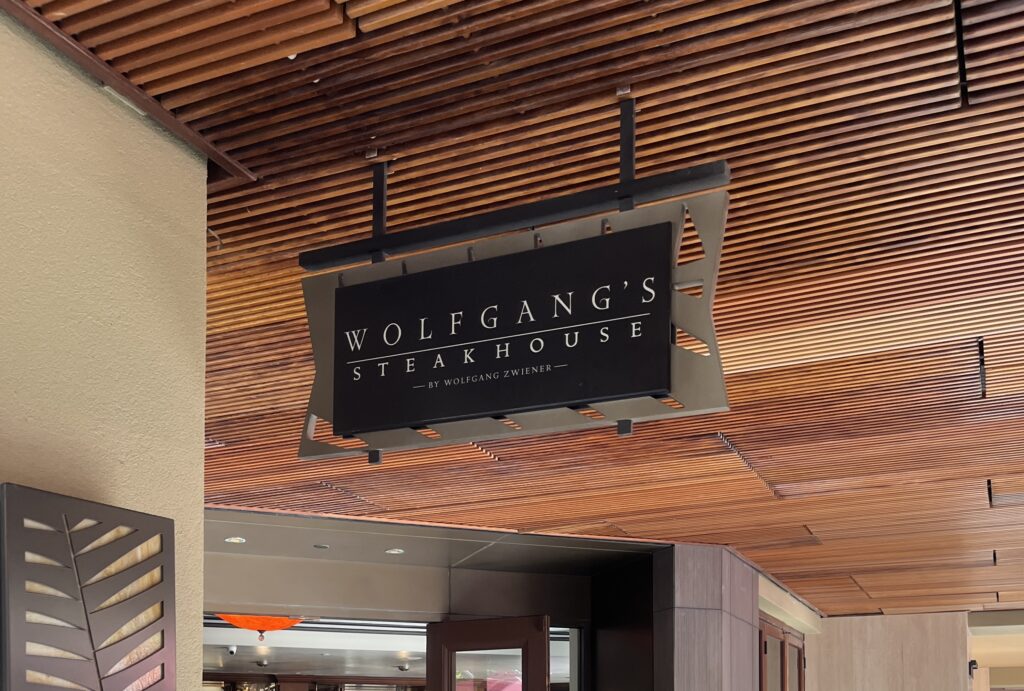 WOLFGANG'S
STEAKHOUSE
— BY WOLFGANG ZWIENER —